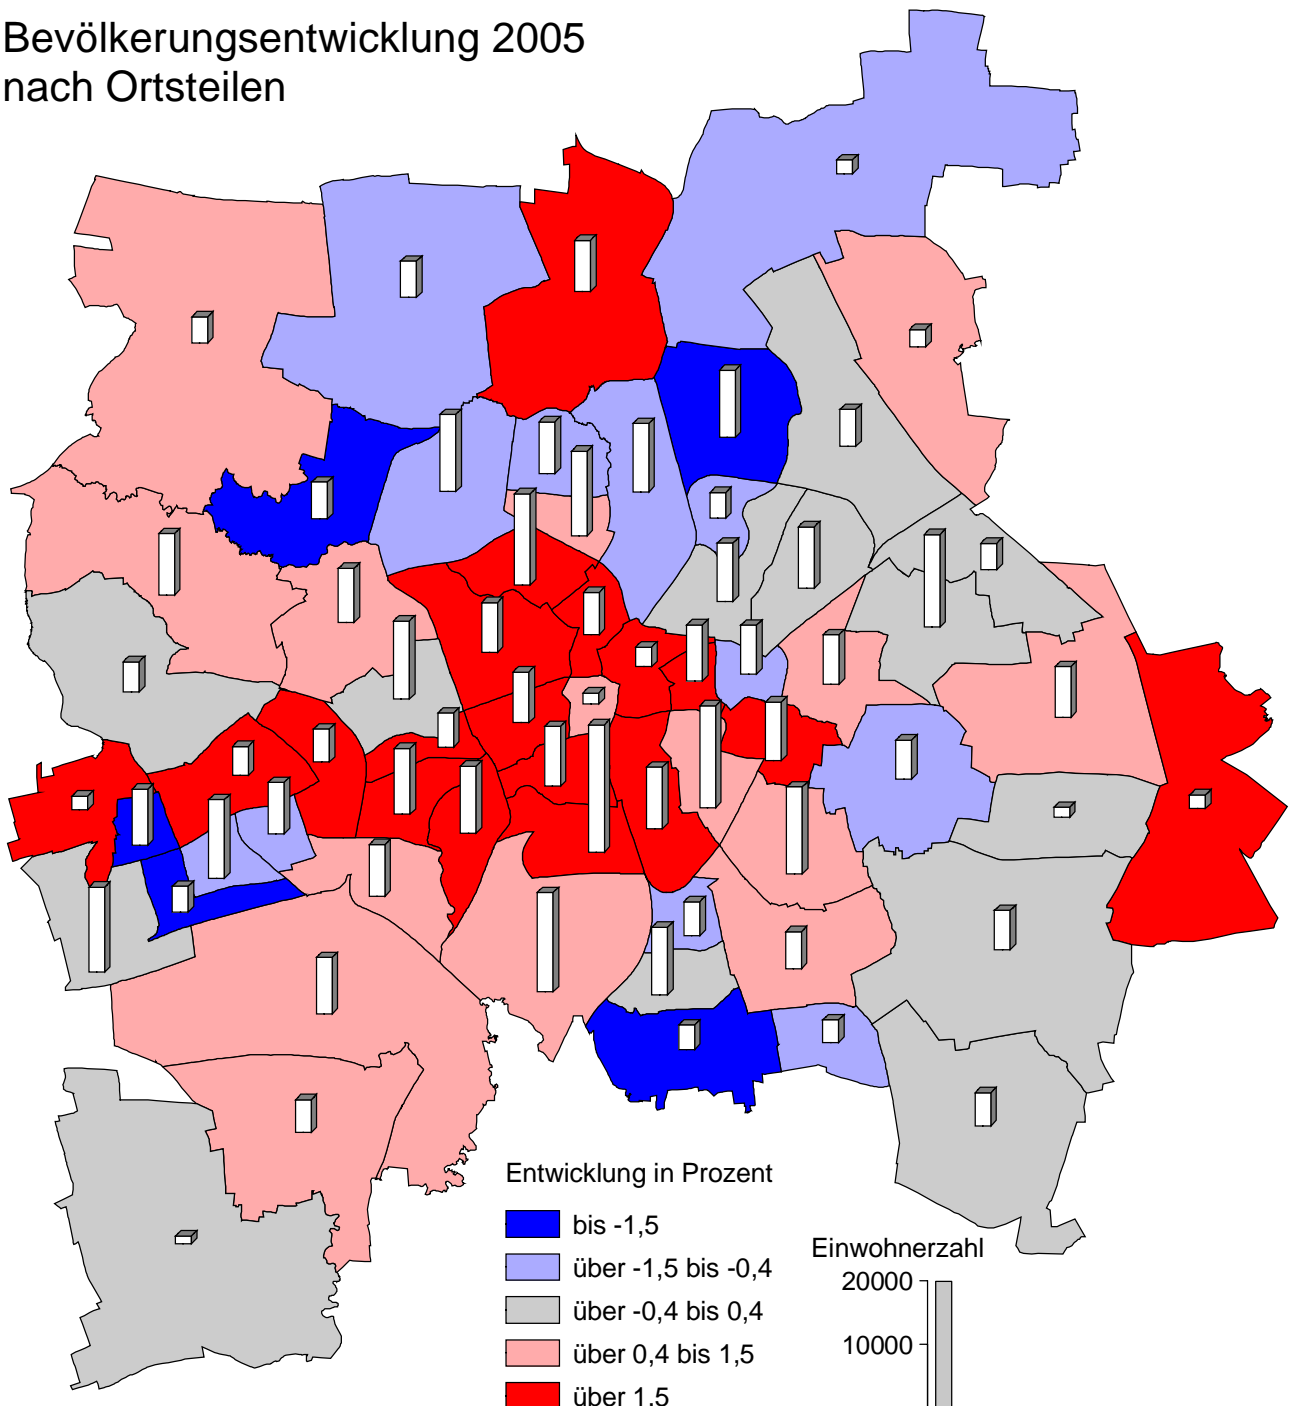 Bevölkerungsentwicklung 2005
nach Ortsteilen
Entwicklung in Prozent
bis -1,5
über -1,5 bis -0,4
über -0,4 bis 0,4
über 0,4 bis 1,5
über 1,5
Einwohnerzahl
20000
10000